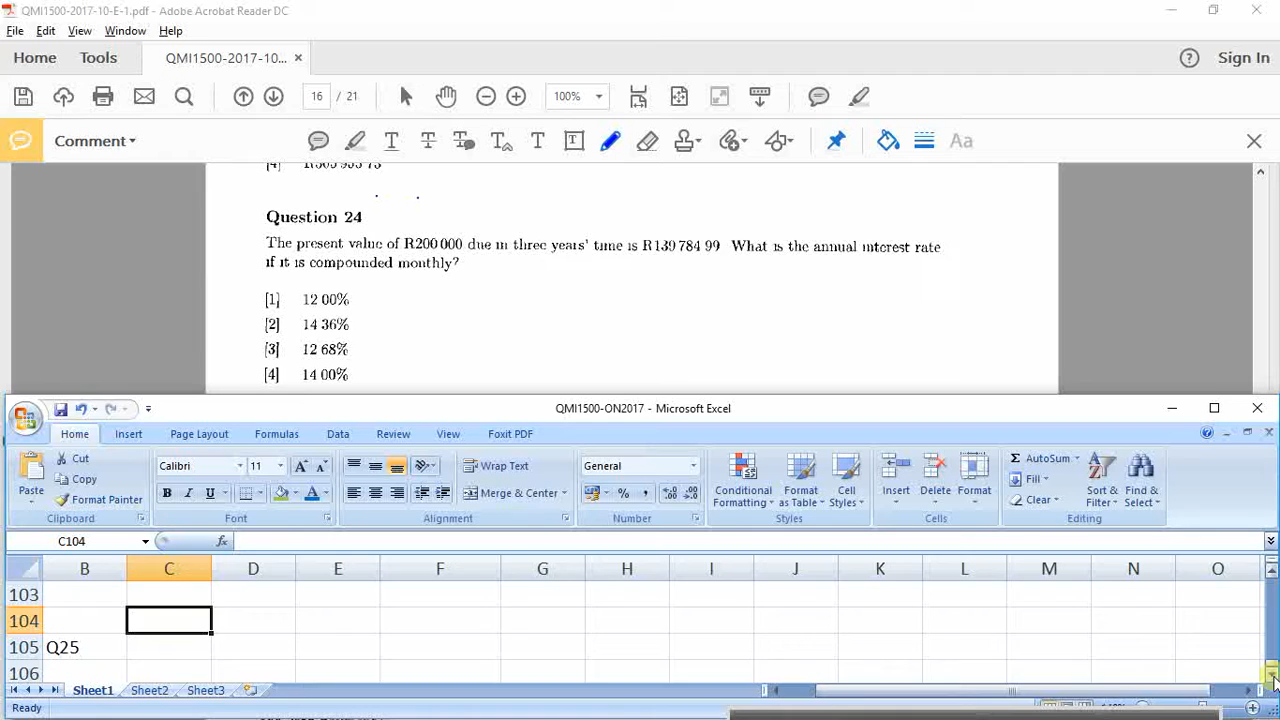 QMI1500-2017-10-E-1.pdf - Adobe Acrobat Reader DC
File Edit View Window Help
Home Tools QMI1500-2017-10... × Sign In
16 / 21 100%
Comment
Question 24
The present value of R200 000 due in three years' time is R139 784 99 What is the annual interest rate
if it is compounded monthly?
[1] 12 00%
[2] 14 36%
[3] 12 68%
[4] 14 00%
QMI1500-ON2017 - Microsoft Excel
Home Insert Page Layout Formulas Data Review View Foxit PDF
Paste Cut Copy Format Painter
Calibri 11
B I U
Wrap Text
Merge & Center
General
Conditional Formatting Format as Table Cell Styles
Insert Delete Format
AutoSum Fill Clear
Sort & Filter Find & Select
Clipboard Font Alignment Number Styles Cells Editing
C104 fx
B C D E F G H I J K L M N O
103
104
105 Q25
106
Sheet1 Sheet2 Sheet3
Ready